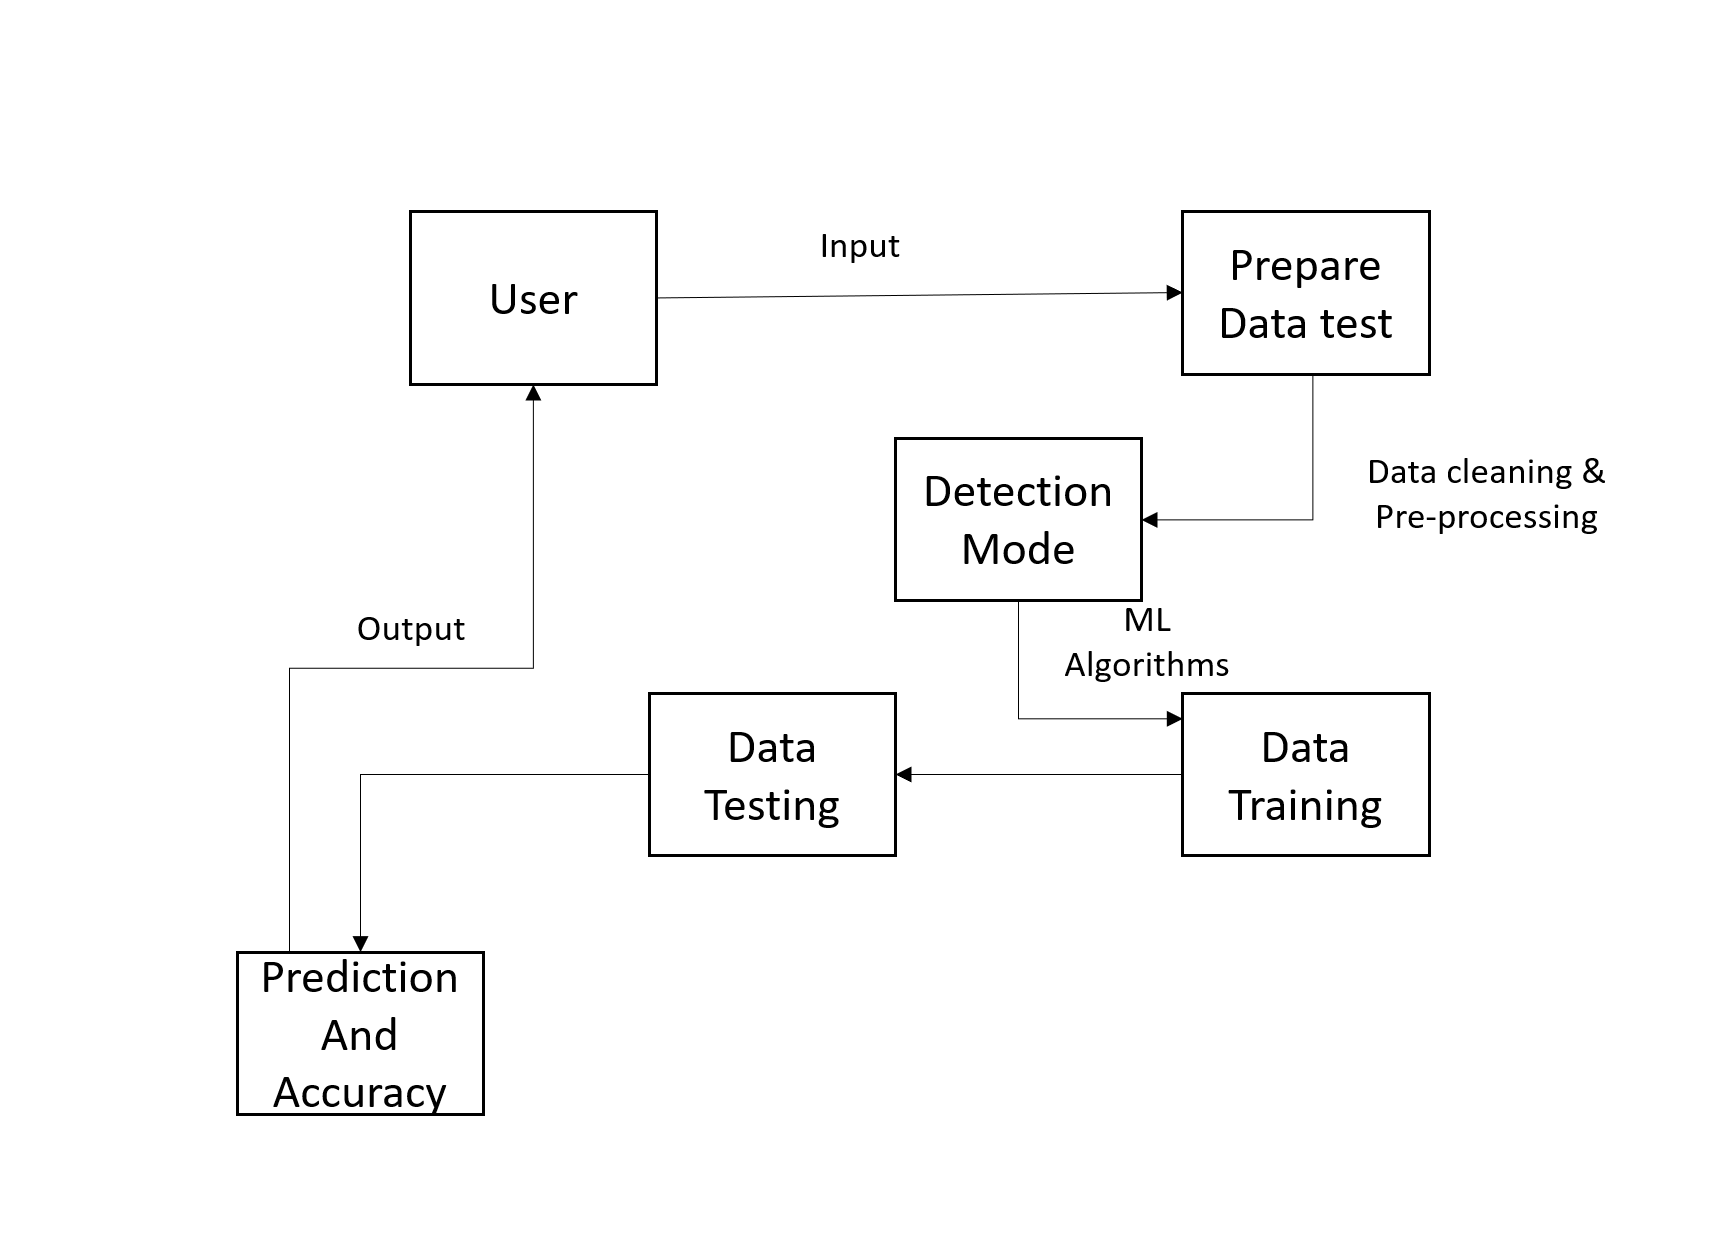 User
Input
Prepare
Data test
Detection
Mode
Data cleaning &
Pre-processing
ML
Algorithms
Output
Data
Testing
Data
Training
Prediction
And
Accuracy